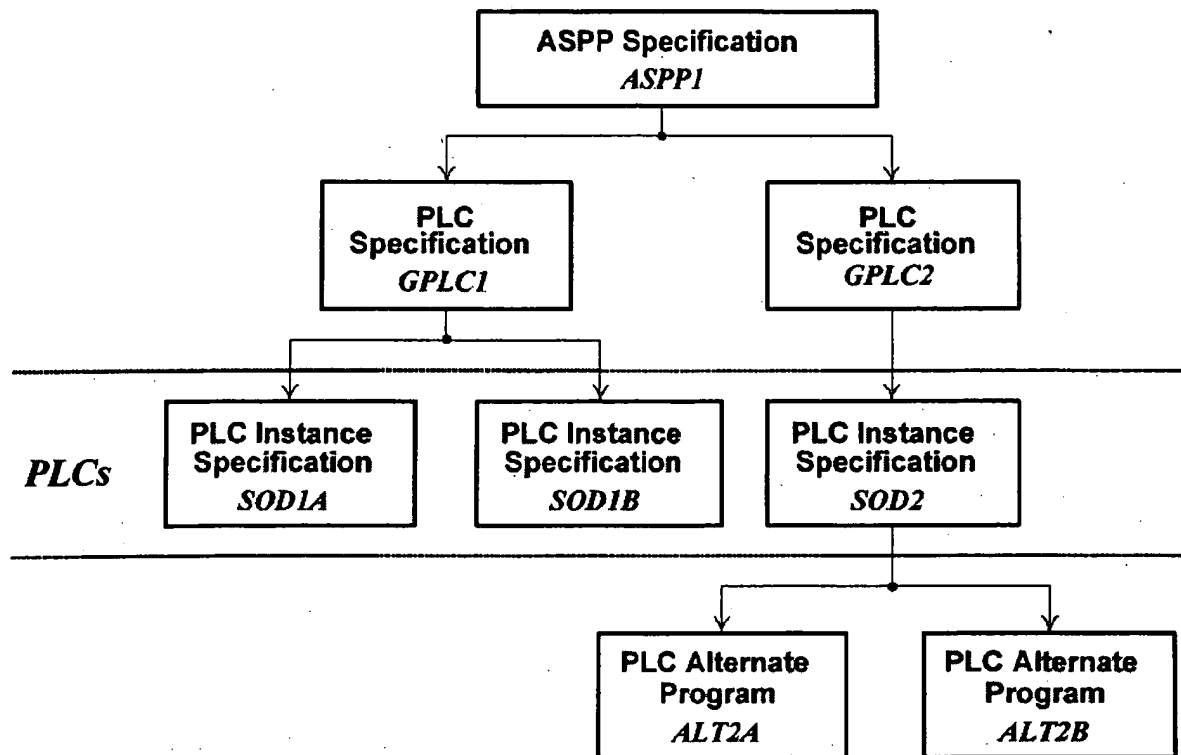 ASPP Specification
ASPP1
PLC
Specification
GPLC1
PLC
Specification
GPLC2
PLCs
PLC Instance
Specification
SOD1A
PLC Instance
Specification
SOD1B
PLC Instance
Specification
SOD2
PLC Alternate
Program
ALT2A
PLC Alternate
Program
ALT2B